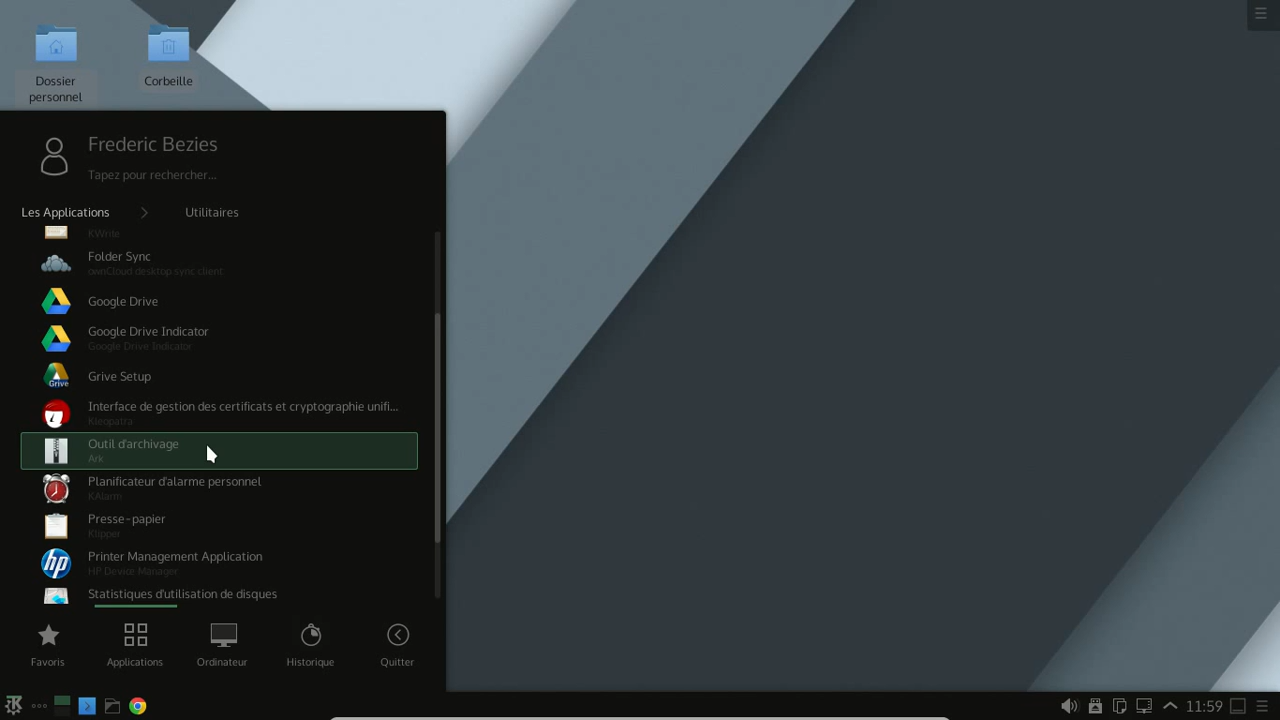 Dossier
personnel
Corbeille
Frederic Bezies
Tapez pour rechercher...
Les Applications
Utilitaires
KWrite
Folder Sync
ownCloud desktop sync client
Google Drive
Google Drive Indicator
Google Drive Indicator
Grive Setup
Grive
Interface de gestion des certificats et cryptographie unifi...
Kleopatra
Outil d'archivage
Ark
Planificateur d'alarme personnel
KAlarm
Presse-papier
Klipper
Printer Management Application
HP Device Manager
hp
Statistiques d'utilisation de disques
Favoris
Applications
Ordinateur
Historique
Quitter
11:59